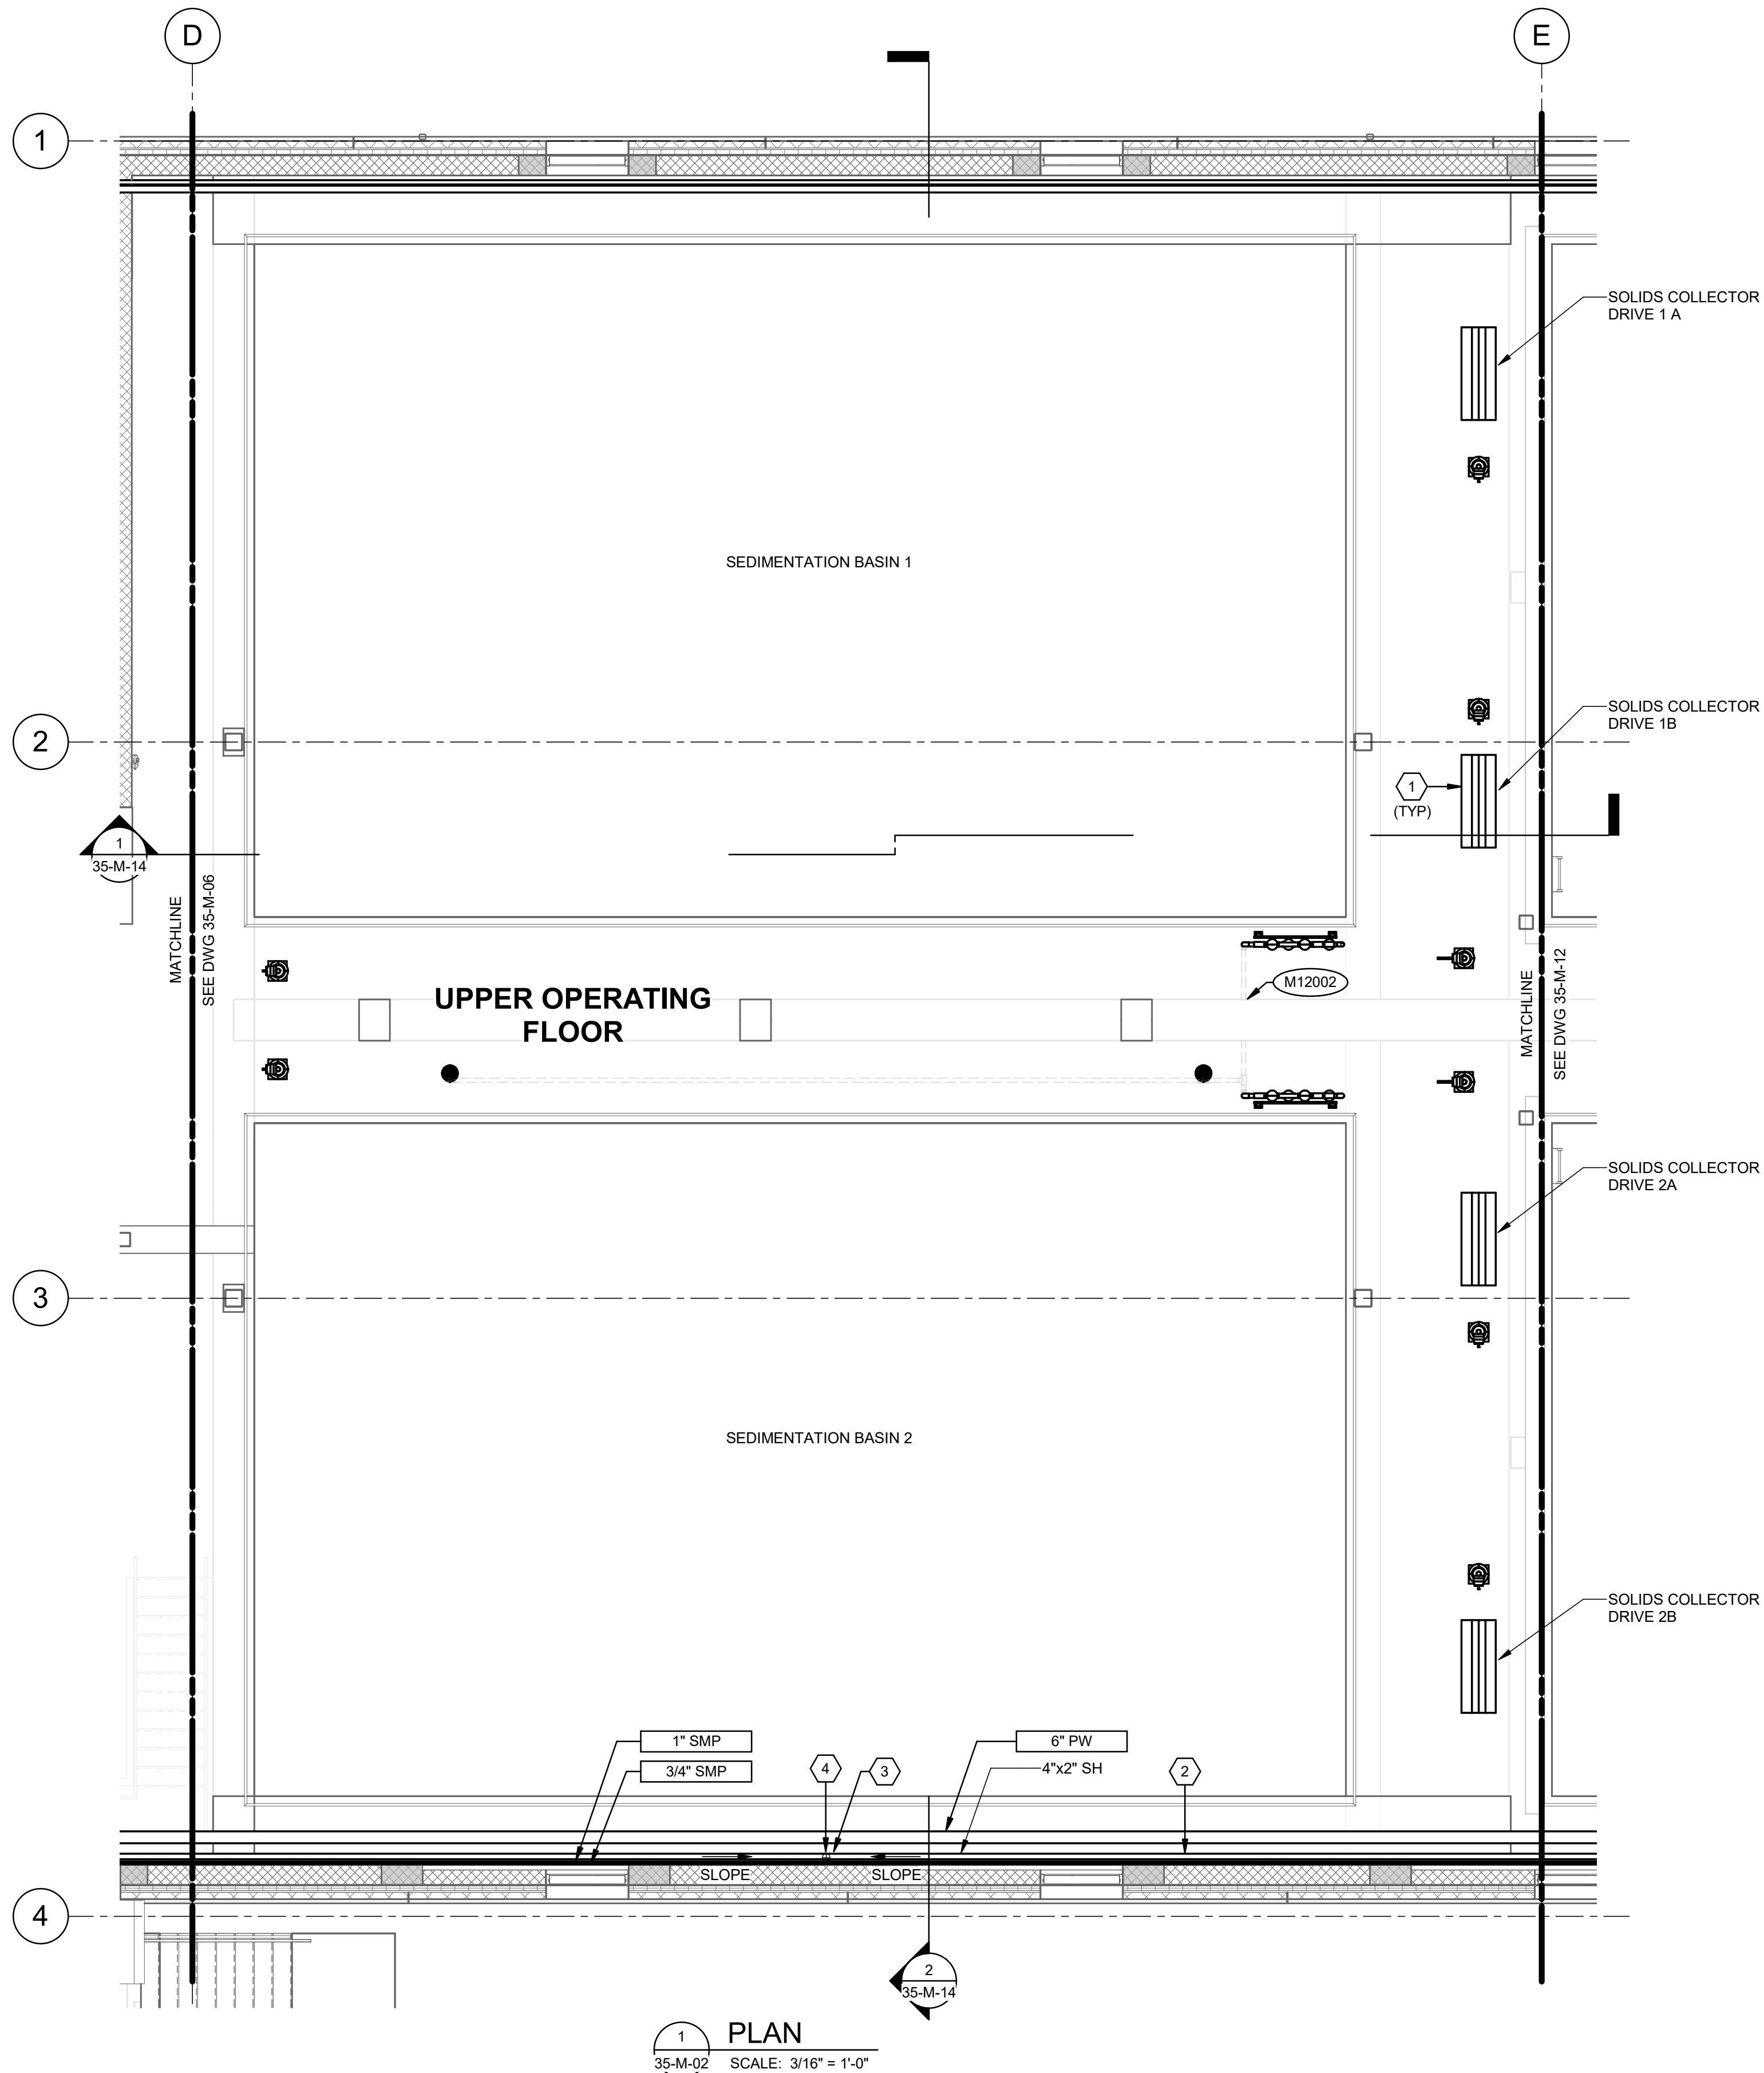 D
E
1
SOLIDS COLLECTOR
DRIVE 1 A
SEDIMENTATION BASIN 1
SOLIDS COLLECTOR
DRIVE 1B
2
1
(TYP)
1
35-M-14
MATCHLINE
SEE DWG 35-M-06
UPPER OPERATING
FLOOR
M12002
MATCHLINE
SEE DWG 35-M-12
SOLIDS COLLECTOR
DRIVE 2A
3
SEDIMENTATION BASIN 2
SOLIDS COLLECTOR
DRIVE 2B
1" SMP
3/4" SMP
4
3
6" PW
4"x2" SH
2
SLOPE
SLOPE
4
2
35-M-14
1
35-M-02
PLAN
SCALE: 3/16" = 1'-0"